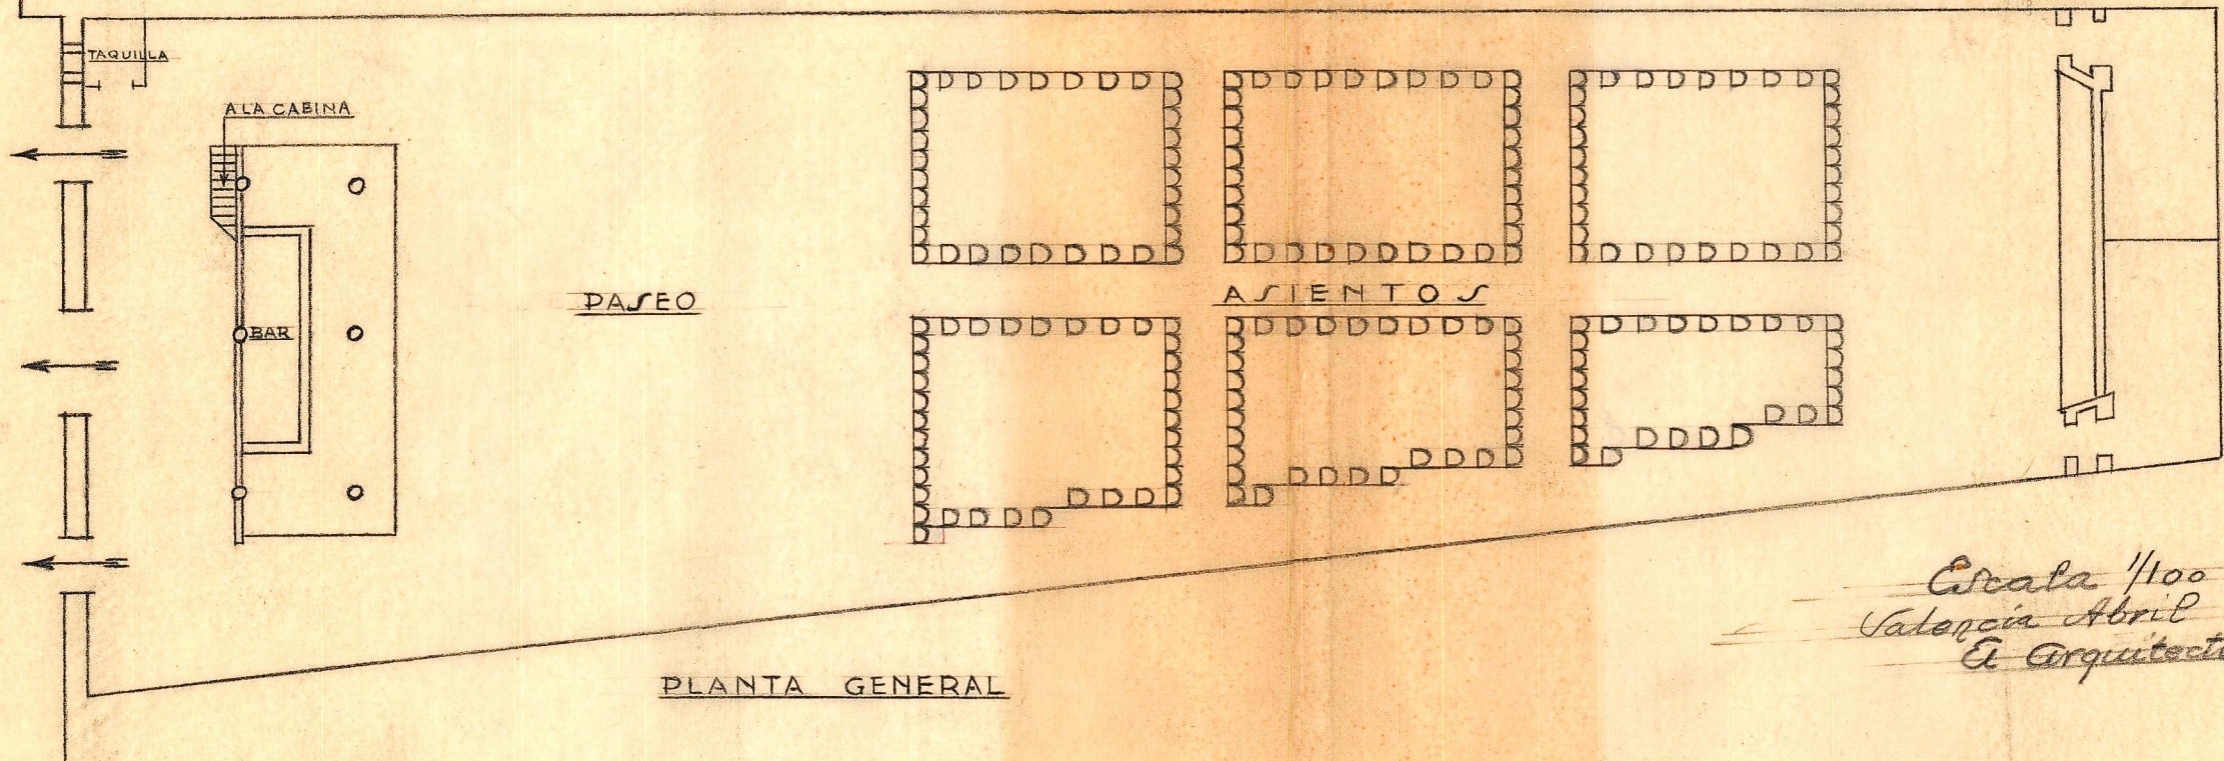 TAQUILLA
A LA CABINA
PASEO
BAR
ASIENTOS
PLANTA GENERAL
Escala 1/100
Valencia Abril
El Arquitecto